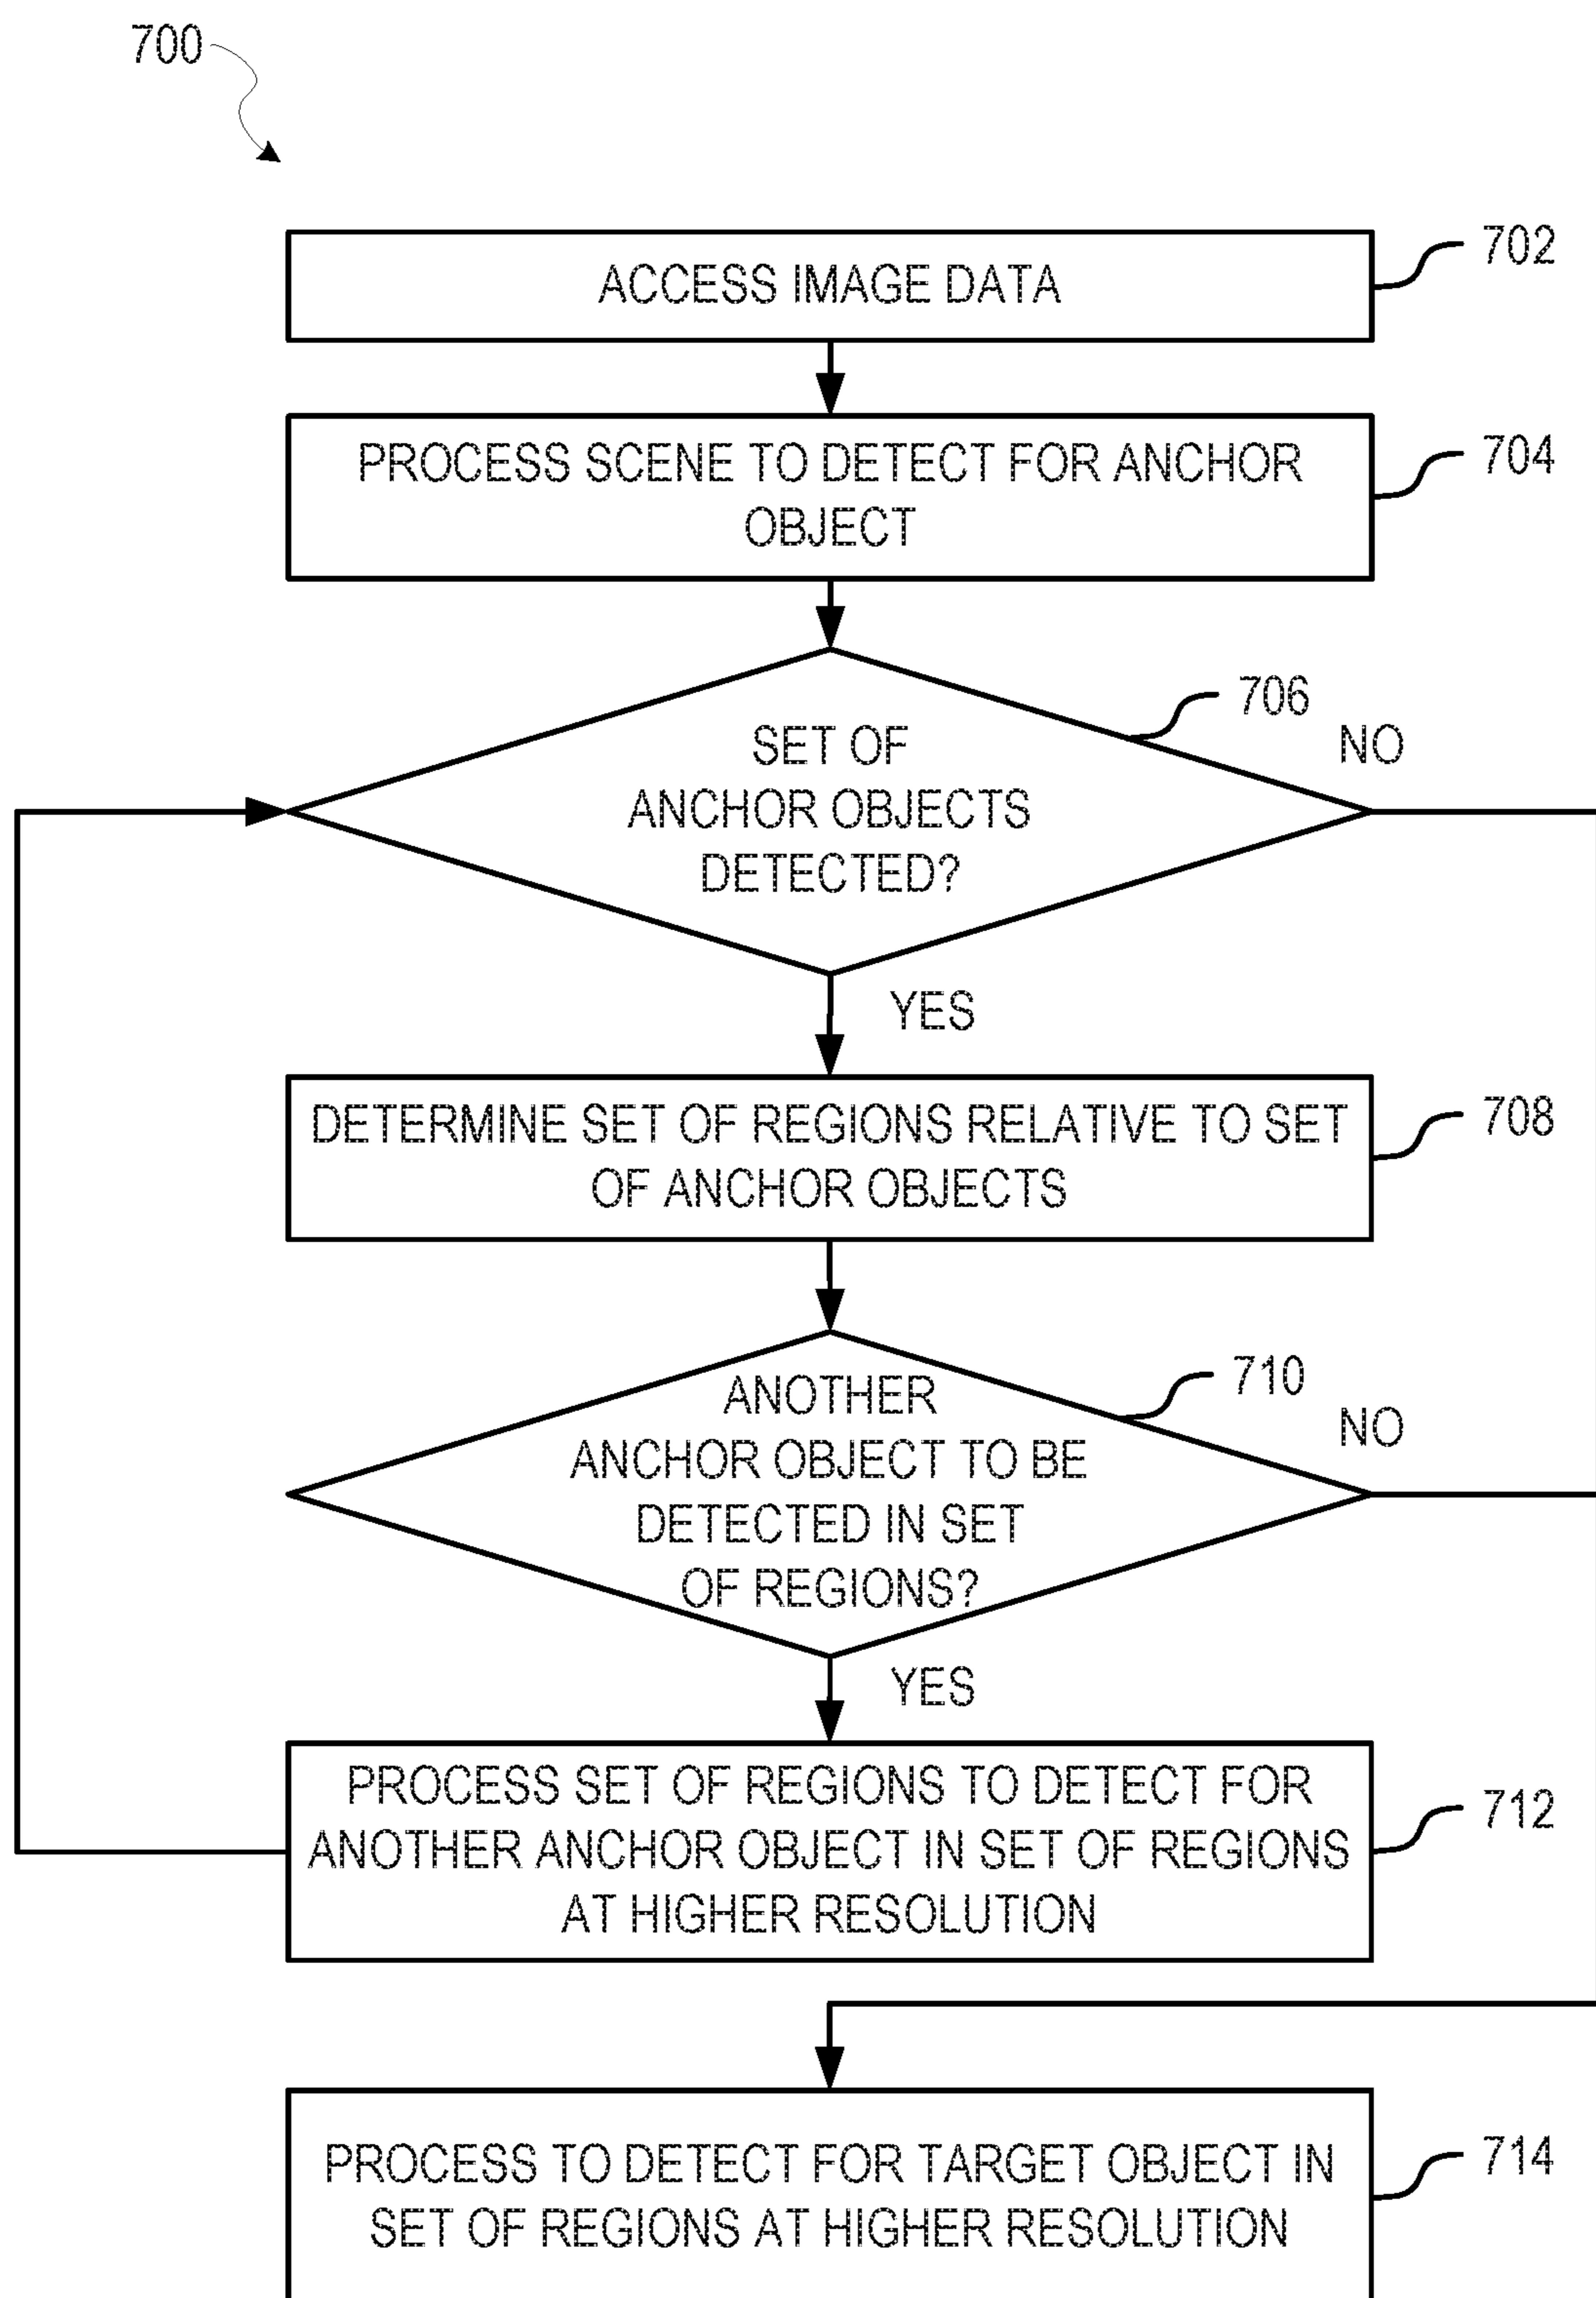 700
ACCESS IMAGE DATA
702
PROCESS SCENE TO DETECT FOR ANCHOR
OBJECT
704
SET OF
ANCHOR OBJECTS
DETECTED?
706
NO
YES
DETERMINE SET OF REGIONS RELATIVE TO SET
OF ANCHOR OBJECTS
708
ANOTHER
ANCHOR OBJECT TO BE
DETECTED IN SET
OF REGIONS?
710
NO
YES
PROCESS SET OF REGIONS TO DETECT FOR
ANOTHER ANCHOR OBJECT IN SET OF REGIONS
AT HIGHER RESOLUTION
712
PROCESS TO DETECT FOR TARGET OBJECT IN
SET OF REGIONS AT HIGHER RESOLUTION
714